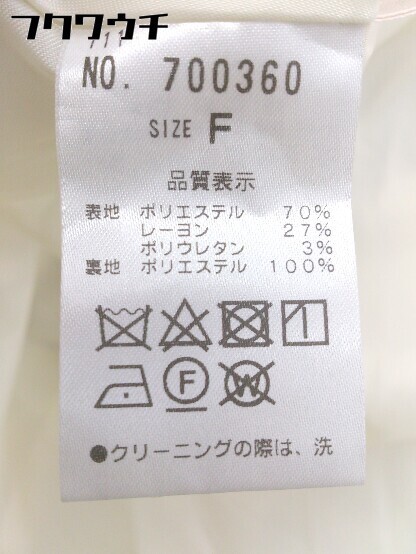 フクワウチ
NO. 700360
SIZE F
品質表示
表地 ポリエステル 70%
レーヨン 27%
ポリウレタン 3%
裏地 ポリエステル 100%
F
W
●クリーニングの際は、洗